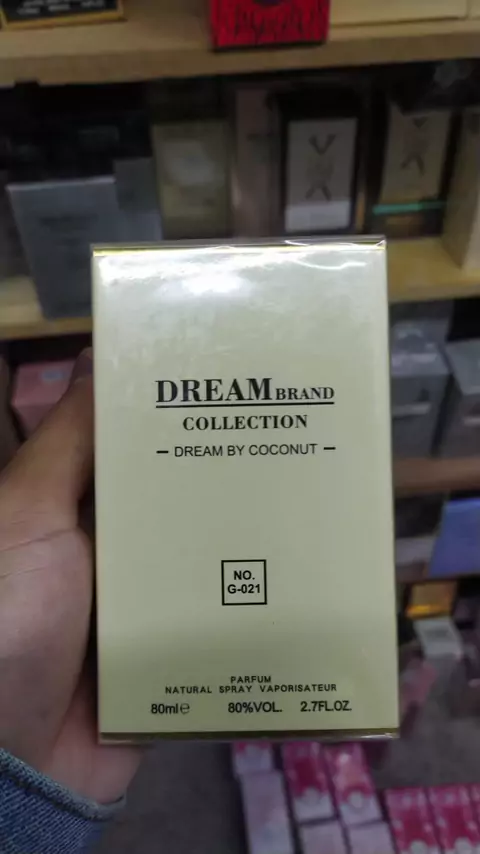 DREAM BRAND
COLLECTION
– DREAM BY COCONUT –
NO.
G-021
PARFUM
NATURAL SPRAY VAPORISATEUR
80ml℮ 80%VOL. 2.7FL.OZ.